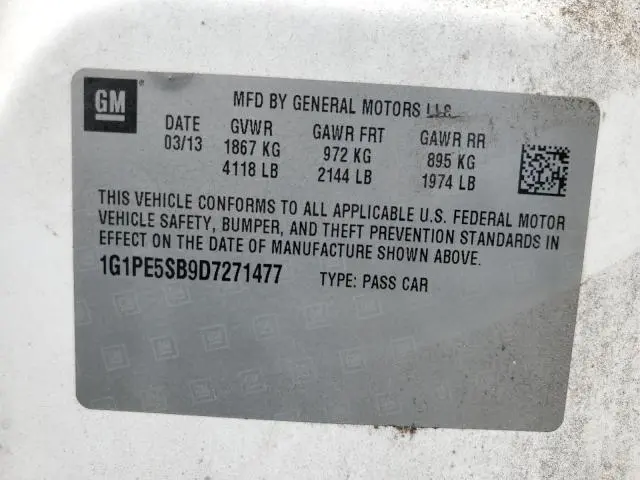 GM
MFD BY GENERAL MOTORS LLC
DATE GVWR GAWR FRT GAWR RR
03/13 1867 KG 972 KG 895 KG
4118 LB 2144 LB 1974 LB
THIS VEHICLE CONFORMS TO ALL APPLICABLE U.S. FEDERAL MOTOR
VEHICLE SAFETY, BUMPER, AND THEFT PREVENTION STANDARDS IN
EFFECT ON THE DATE OF MANUFACTURE SHOWN ABOVE.
1G1PE5SB9D7271477 TYPE: PASS CAR